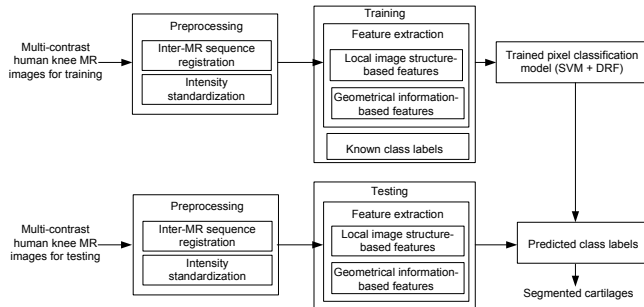 Multi-contrast
human knee MR
images for training
Preprocessing
Inter-MR sequence
registration
Intensity
standardization
Training
Feature extraction
Local image structure-
based features
Geometrical information-
based features
Known class labels
Trained pixel classification
model (SVM + DRF)
Multi-contrast
human knee MR
images for testing
Preprocessing
Inter-MR sequence
registration
Intensity
standardization
Testing
Feature extraction
Local image structure-
based features
Geometrical information-
based features
Predicted class labels
Segmented cartilages